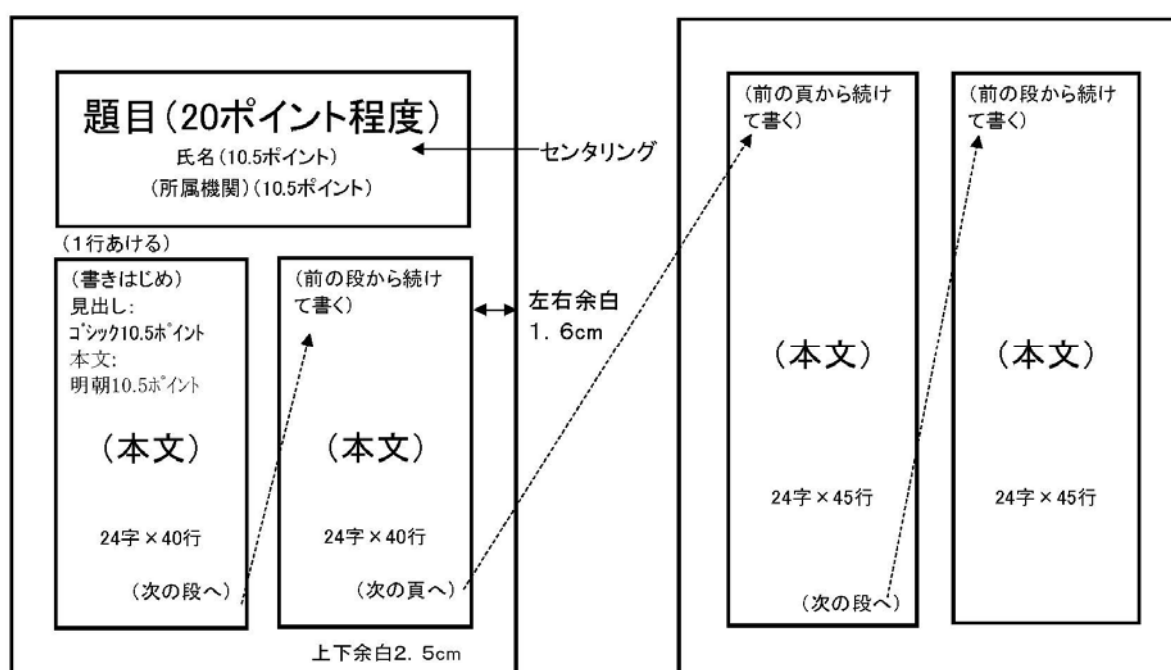 題目(20ポイント程度)
氏名(10.5ポイント)
(所属機関)(10.5ポイント)
センタリング
(1行あける)
(書きはじめ)
見出し:
ゴシック10.5ポイント
本文:
明朝10.5ポイント
(本文)
24字×40行
(次の段へ)
(前の段から続け
て書く)
(本文)
24字×40行
(次の頁へ)
左右余白
1.6cm
上下余白2.5cm
(前の頁から続け
て書く)
(本文)
24字×45行
(次の段へ)
(前の段から続け
て書く)
(本文)
24字×45行